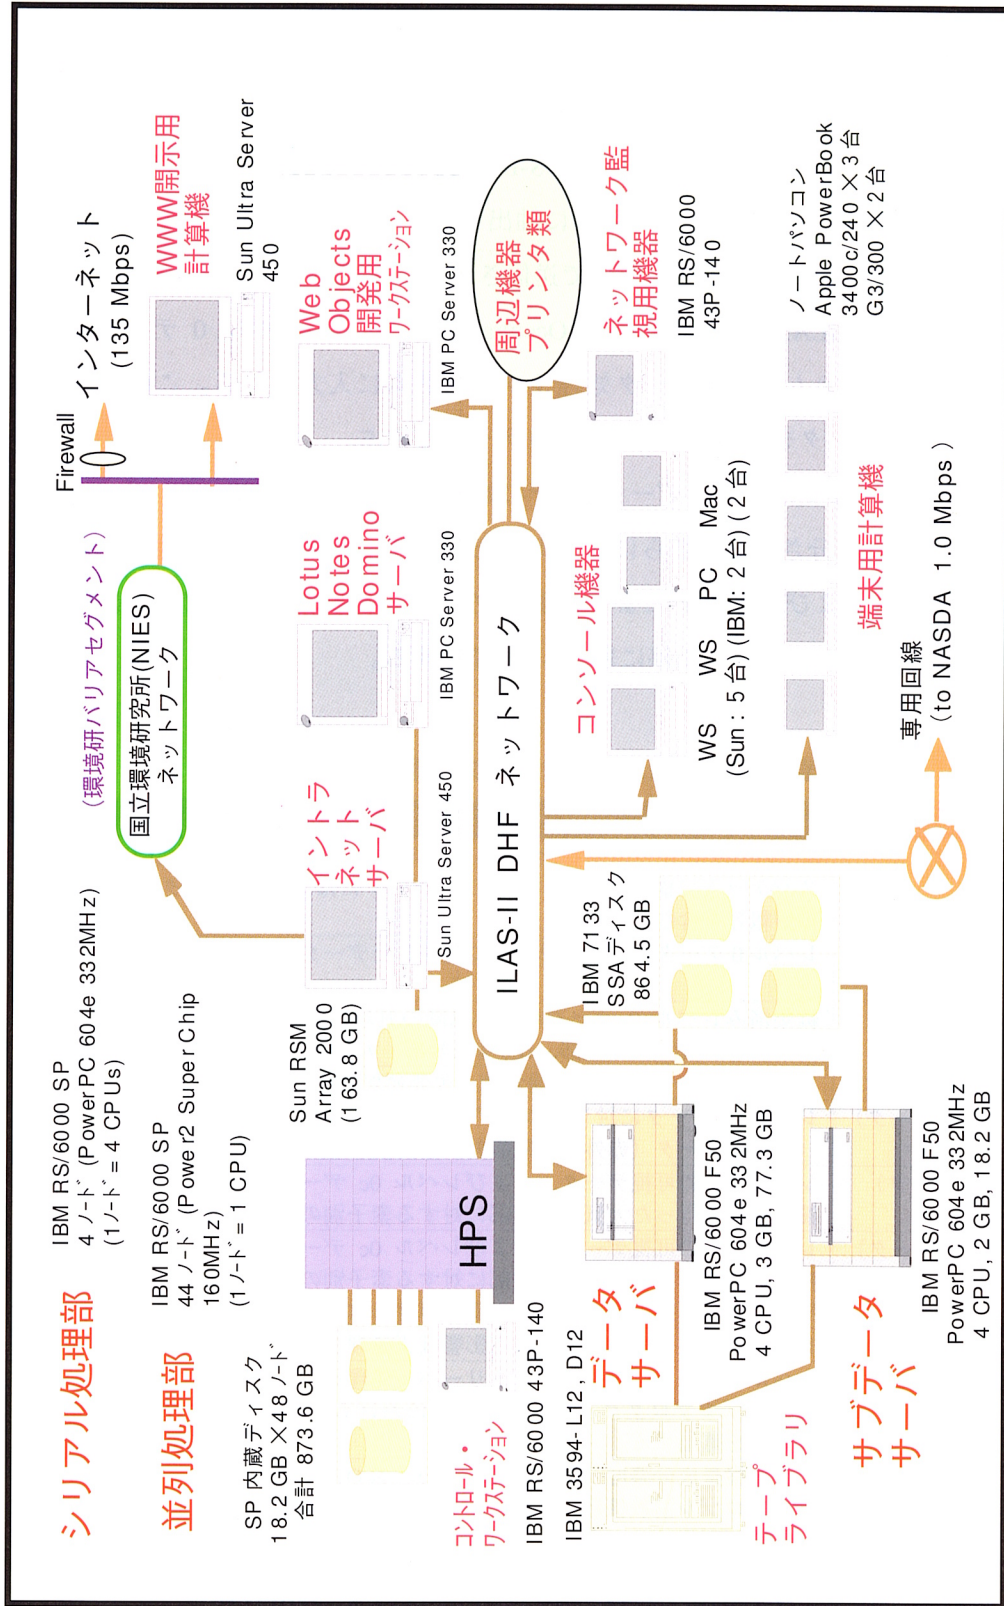 シリアル処理部
IBM RS/6000 SP
4 ノード (PowerPC 604e 332MHz)
(1ノード = 4 CPUs)
並列処理部
IBM RS/6000 SP
44 ノード (Power2 Super Chip
160MHz)
(1ノード = 1 CPU)
SP 内蔵ディスク
18.2 GB ×48ノード
合計 873.6 GB
HPS
コントロール・
ワークステーション
IBM RS/6000 43P-140
IBM 3594-L12, D12
テープ
ライブラリ
データ
サーバ
IBM RS/6000 F50
PowerPC 604e 332MHz
4 CPU, 3 GB, 77.3 GB
サブデータ
サーバ
IBM RS/6000 F50
PowerPC 604e 332MHz
4 CPU, 2 GB, 18.2 GB
Sun RSM
Array 2000
(163.8 GB)
イントラ
ネット
サーバ
Sun Ultra Server 450
IBM 7133
SSAディスク
864.5 GB
ILAS-II DHF ネットワーク
(環境研バリアセグメント)
国立環境研究所(NIES)
ネットワーク
Firewall
インターネット
(135 Mbps)
WWW開示用
計算機
Sun Ultra Server
450
Lotus
Notes
Domino
サーバ
IBM PC Server 330
Web
Objects
開発用
ワークステーション
IBM PC Server 330
周辺機器
プリンタ類
ネットワーク監
視用機器
IBM RS/6000
43P-140
コンソール機器
WS WS PC Mac
(Sun : 5 台) (IBM: 2 台) ( 2 台)
端末用計算機
ノートパソコン
Apple PowerBook
3400c/240 ×3台
G3/300 ×2台
専用回線
(to NASDA 1.0 Mbps )